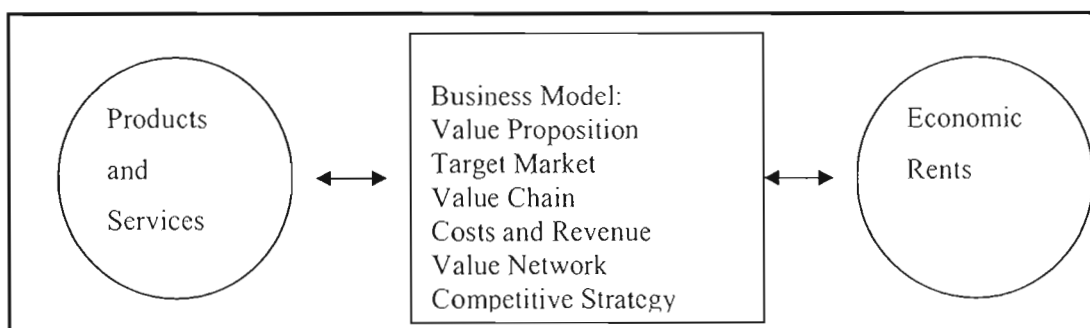 Products
and
Services
Business Model:
Value Proposition
Target Market
Value Chain
Costs and Revenue
Value Network
Competitive Strategy
Economic
Rents